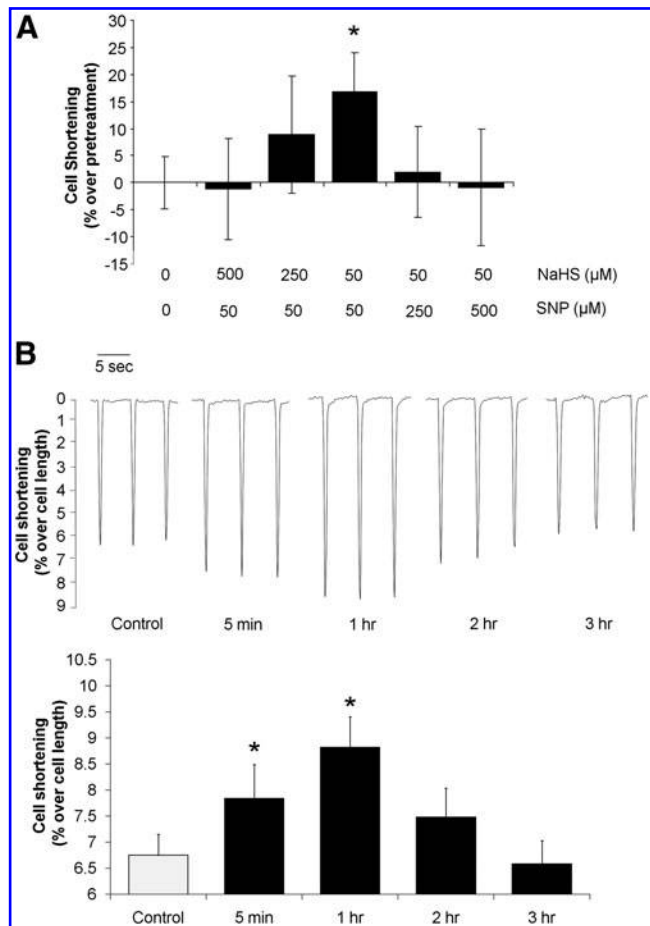 A
Cell Shortening
(% over pretreatment)
30
25
20
15
10
5
0
-5
-10
-15
*
0 500 250 50 50 50 NaHS (µM)
0 50 50 50 250 500 SNP (µM)
B
5 sec
Cell shortening
(% over cell length)
0
1
2
3
4
5
6
7
8
9
Control 5 min 1 hr 2 hr 3 hr
Cell shortening
(% over cell length)
10.5
10
9.5
9
8.5
8
7.5
7
6.5
6
* *
Control 5 min 1 hr 2 hr 3 hr